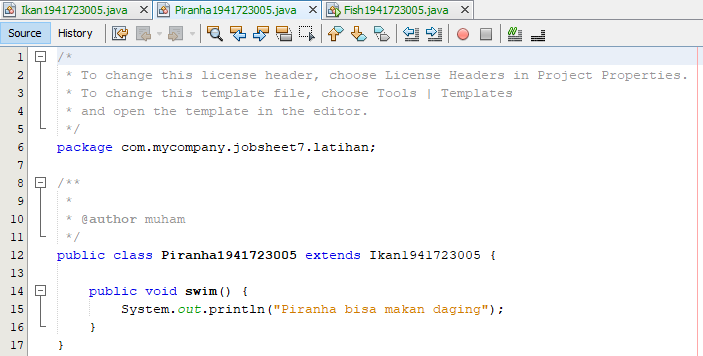 Ikan1941723005.java Piranha1941723005.java Fish1941723005.java
Source History
1 /*
2 * To change this license header, choose License Headers in Project Properties.
3 * To change this template file, choose Tools | Templates
4 * and open the template in the editor.
5 */
6 package com.mycompany.jobsheet7.latihan;
7
8 /**
9 *
10 * @author muham
11 */
12 public class Piranha1941723005 extends Ikan1941723005 {
13
14 public void swim() {
15 System.out.println("Piranha bisa makan daging");
16 }
17 }